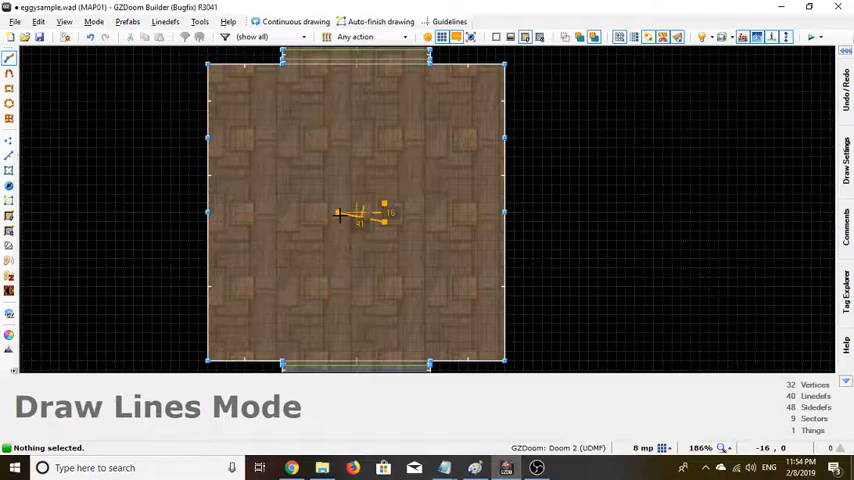 eggysample.wad (MAP01) - GZDoom Builder (Bugfix) R3041
File Edit View Mode Prefabs Linedefs Tools Help Continuous drawing Auto-finish drawing Guidelines
(show all) Any action
Undo / Redo
Draw Settings
Comments
Tag Explorer
Help
16
Draw Lines Mode
32 Vertices
40 Linedefs
48 Sidedefs
9 Sectors
1 Things
Nothing selected. GZDoom: Doom 2 (UDMF) 8 mp 186% -16 , 0
Type here to search
ENG
11:54 PM
2/8/2019